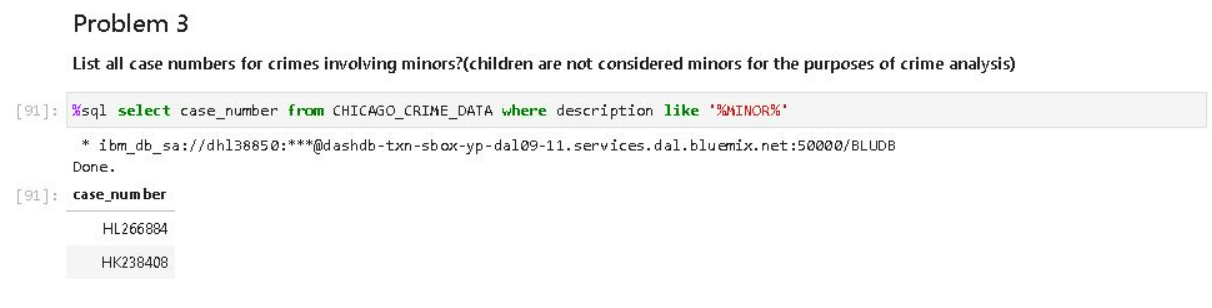 Problem 3
List all case numbers for crimes involving minors?(children are not considered minors for the purposes of crime analysis)
[91]: %sql select case_number from CHICAGO_CRIME_DATA where description like '%MINOR%'
* ibm_db_sa://dhl38850:***@dashdb-txn-sbox-yp-dal09-11.services.dal.bluemix.net:50000/BLUDB
Done.
[91]: case_number
HL266884
HK238408